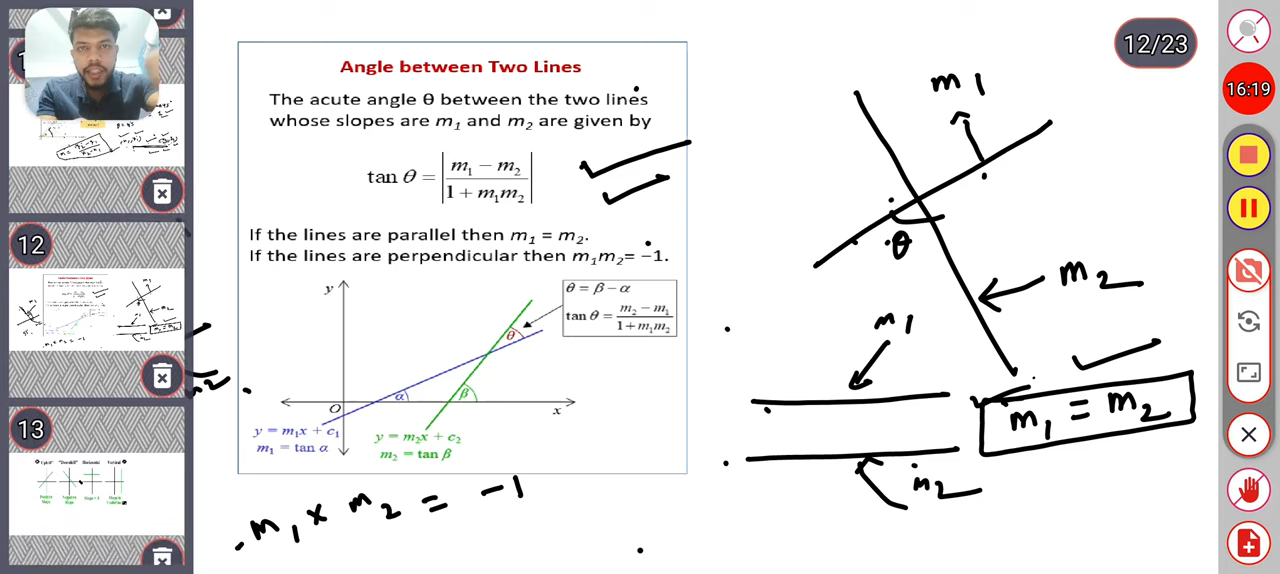 12/23
16:19
Angle between Two Lines
The acute angle θ between the two lines
whose slopes are m₁ and m₂ are given by
tan θ = |(m₁ − m₂)/(1 + m₁m₂)|
If the lines are parallel then m₁ = m₂.
If the lines are perpendicular then m₁m₂= −1.
y
θ = β − α
tan θ = (m₂ − m₁)/(1 + m₁m₂)
θ
α
β
O
x
y = m₁x + c₁
m₁ = tan α
y = m₂x + c₂
m₂ = tan β
m₁ × m₂ = −1
m1
θ
m2
m1
m₁ = m₂
m2
12
13